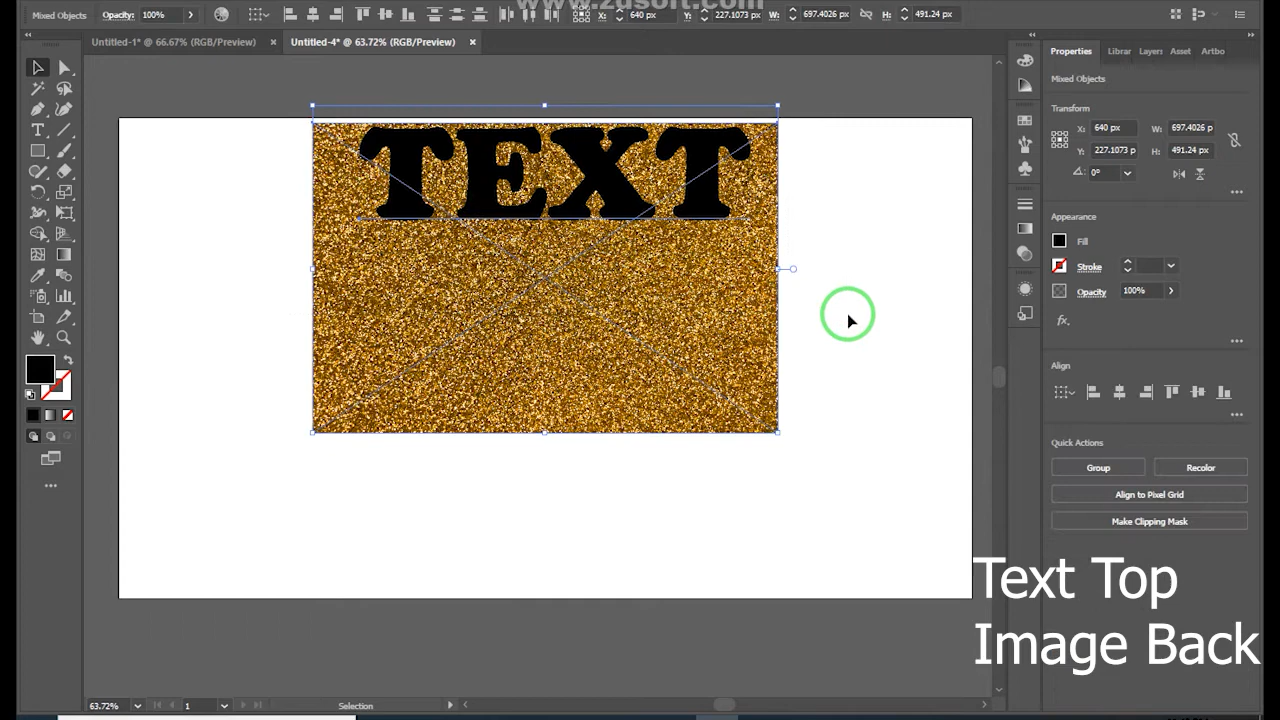 Mixed Objects Opacity: 100% X: 640 px Y: 227.1073 px W: 697.4026 px H: 491.24 px
www.zdsoft.com
Untitled-1* @ 66.67% (RGB/Preview) × Untitled-4* @ 63.72% (RGB/Preview) ×
Properties Librar Layers Asset Artbo
Mixed Objects
Transform
X: 640 px W: 697.4026 p
Y: 227.1073 p H: 491.24 px
0°
Appearance
Fill
Stroke
Opacity 100%
fx.
Align
Quick Actions
Group Recolor
Align to Pixel Grid
Make Clipping Mask
TEXT
Text Top
Image Back
63.72% 1 Selection